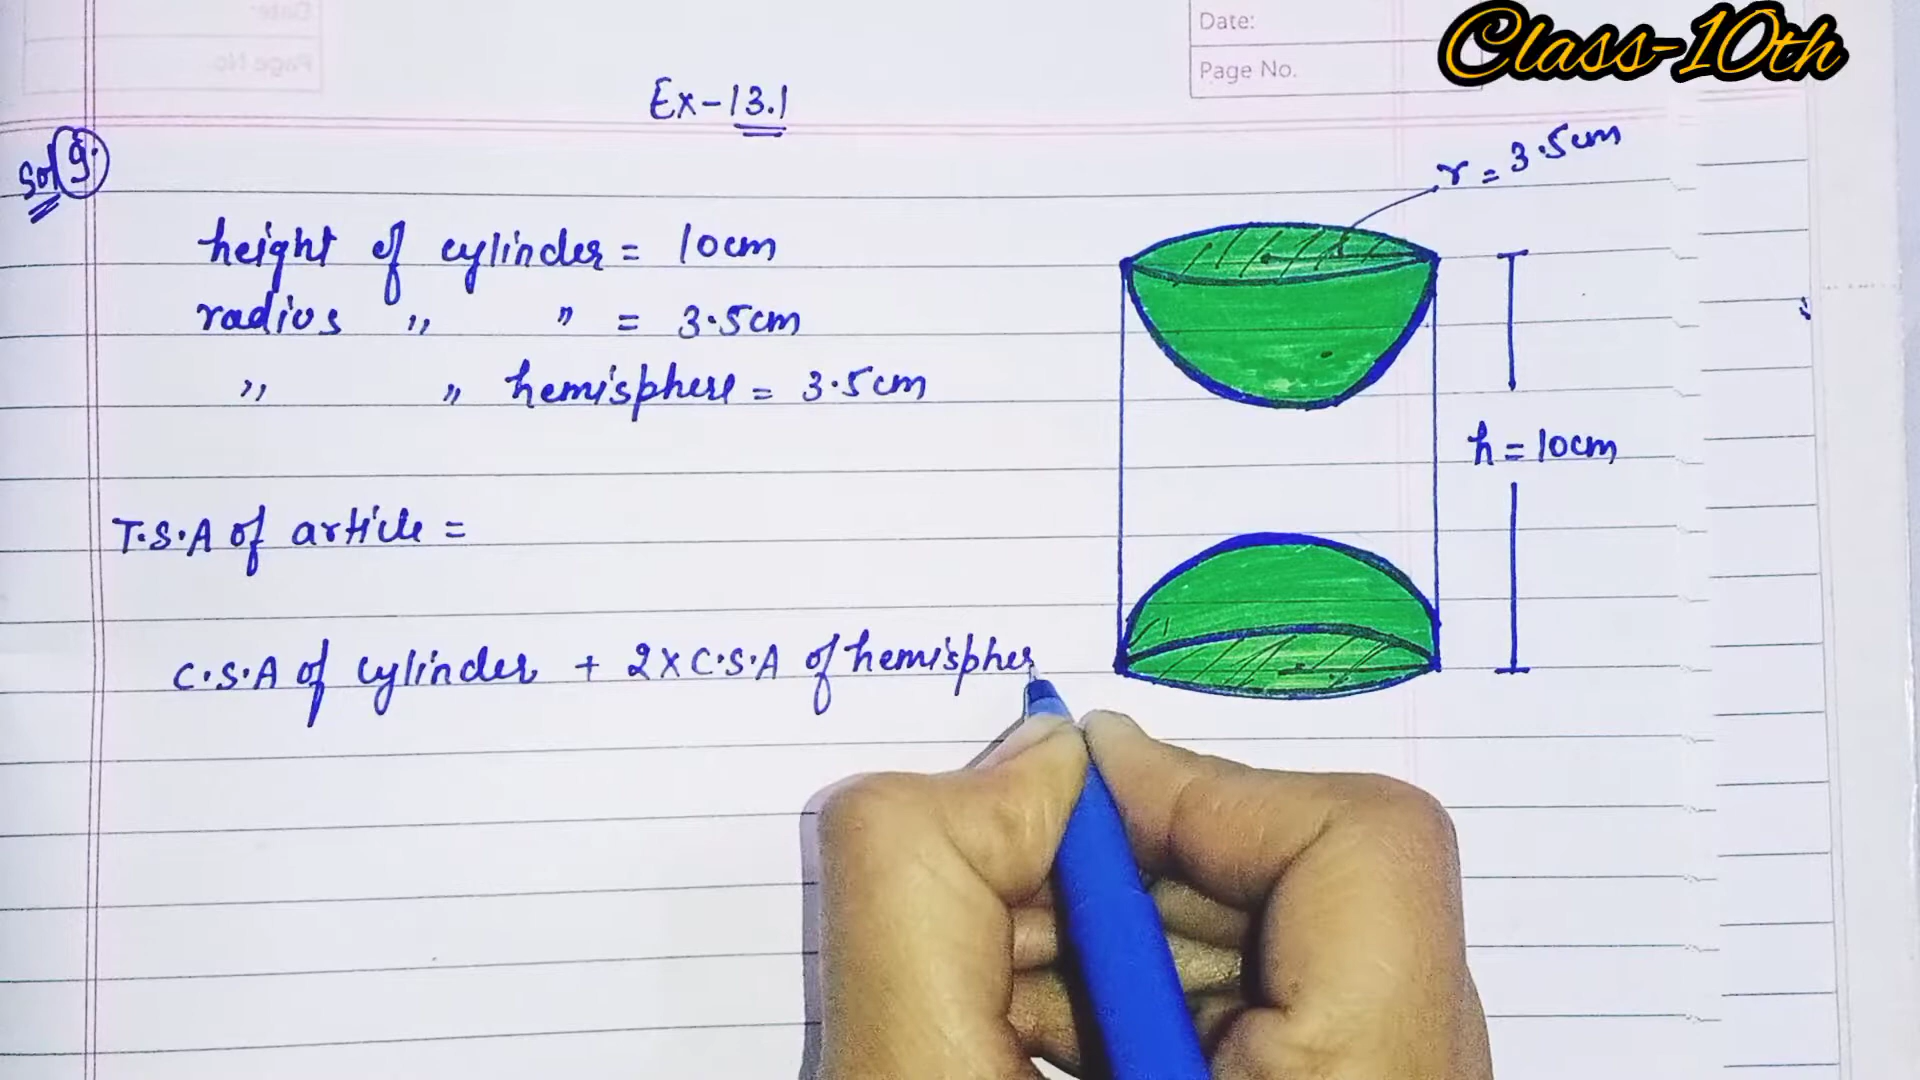 Date:
Page No.
Class-10th
Ex-13.1
Sol 9.
r = 3.5cm
height of cylinder = 10cm
radius " " = 3.5cm
" " hemisphere = 3.5cm
h = 10cm
T.S.A of article =
C.S.A of cylinder + 2 X C.S.A of hemispher